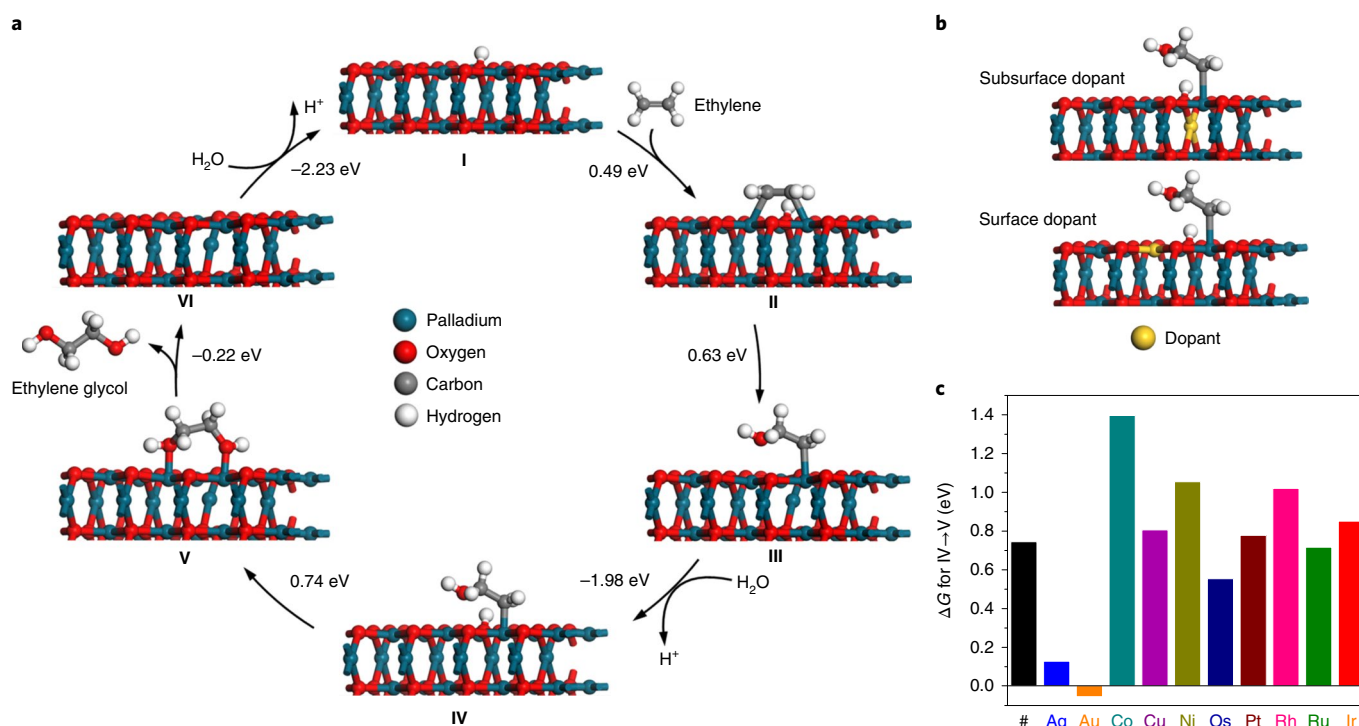 a
I
Ethylene
0.49 eV
II
0.63 eV
III
–1.98 eV
H₂O
H⁺
IV
0.74 eV
V
Ethylene glycol
–0.22 eV
VI
H₂O
H⁺
–2.23 eV
Palladium
Oxygen
Carbon
Hydrogen
b
Subsurface dopant
Surface dopant
Dopant
c
ΔG for IV→V (eV)
1.4
1.2
1.0
0.8
0.6
0.4
0.2
0.0
# Ag Au Co Cu Ni Os Pt Rh Ru Ir